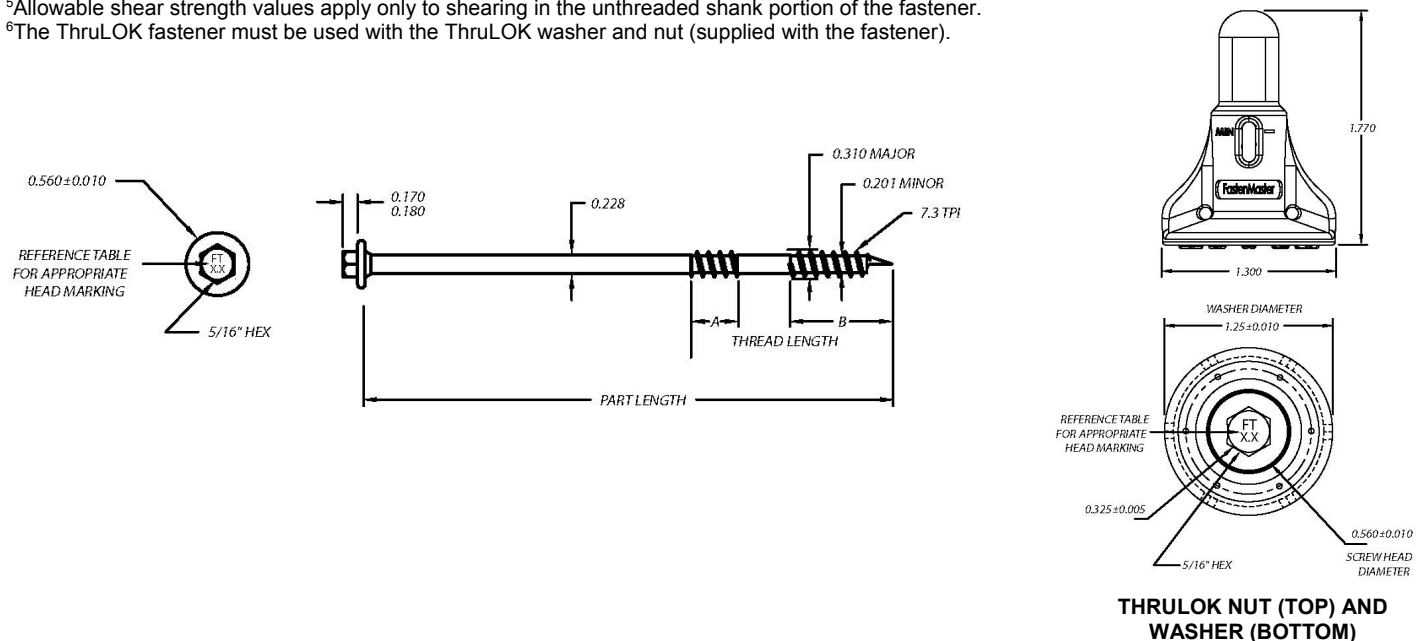 ⁵Allowable shear strength values apply only to shearing in the unthreaded shank portion of the fastener.
⁶The ThruLOK fastener must be used with the ThruLOK washer and nut (supplied with the fastener).
0.560±0.010
REFERENCE TABLE
FOR APPROPRIATE
HEAD MARKING
FT
X.X
5/16" HEX
0.170
0.180
0.228
0.310 MAJOR
0.201 MINOR
7.3 TPI
A
B
THREAD LENGTH
PART LENGTH
MIN
FastenMaster
1.770
1.300
WASHER DIAMETER
1.25±0.010
REFERENCE TABLE
FOR APPROPRIATE
HEAD MARKING
FT
X.X
0.325±0.005
5/16" HEX
0.560±0.010
SCREW HEAD
DIAMETER
THRULOK NUT (TOP) AND
WASHER (BOTTOM)